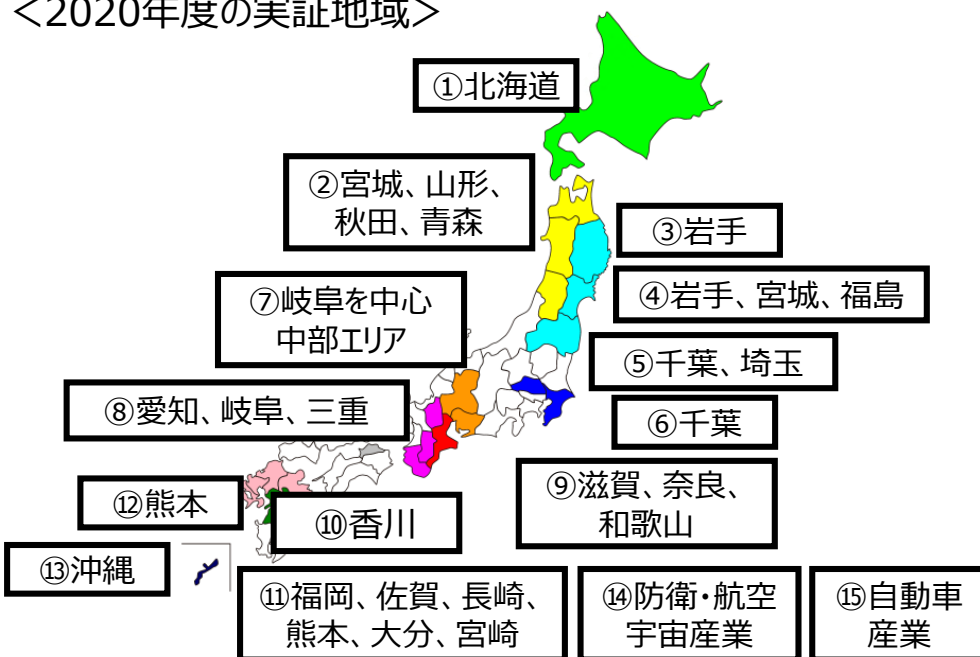 ＜2020年度の実証地域＞
①北海道
②宮城、山形、
秋田、青森
③岩手
④岩手、宮城、福島
⑦岐阜を中心
中部エリア
⑤千葉、埼玉
⑧愛知、岐阜、三重
⑥千葉
⑨滋賀、奈良、
和歌山
⑫熊本
⑩香川
⑬沖縄
⑪福岡、佐賀、長崎、
熊本、大分、宮崎
⑭防衛・航空
宇宙産業
⑮自動車
産業